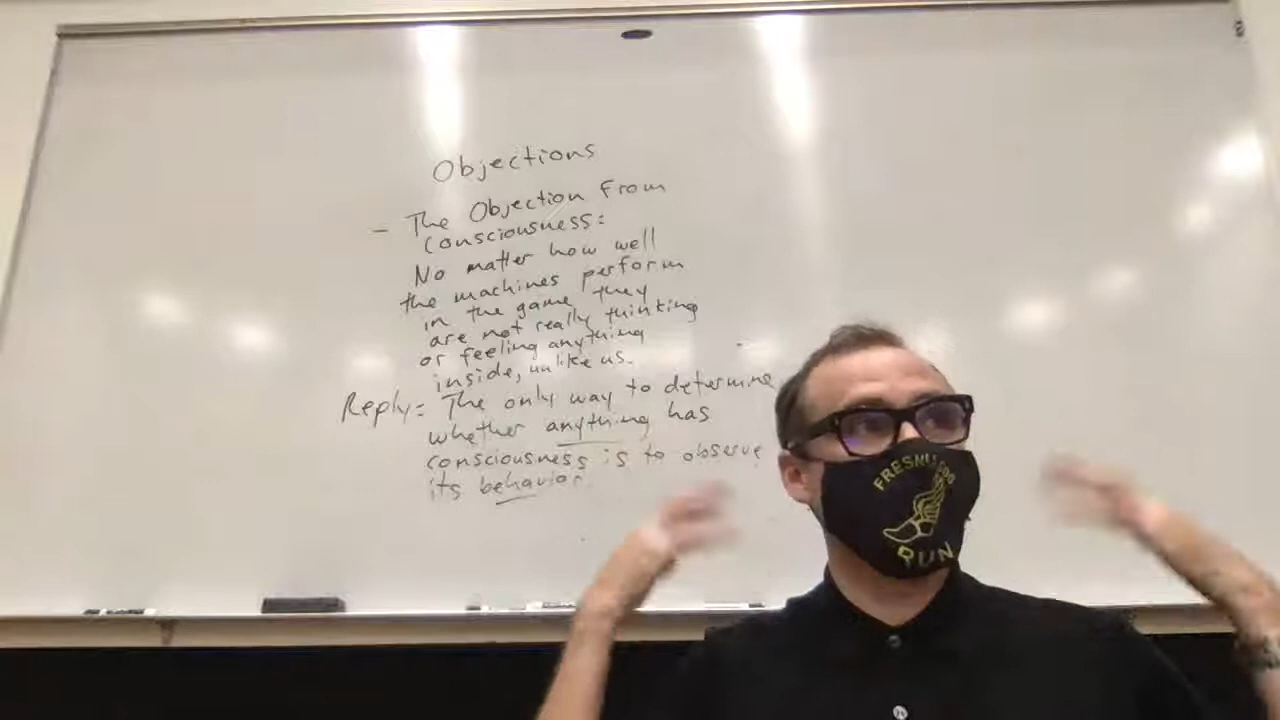 Objections
- The Objection From
Consciousness:
No matter how well
the machines perform
in the game they
are not really thinking
or feeling anything
inside, unlike us.
Reply: The only way to determine
whether anything has
consciousness is to observe
its behavior.
RUN